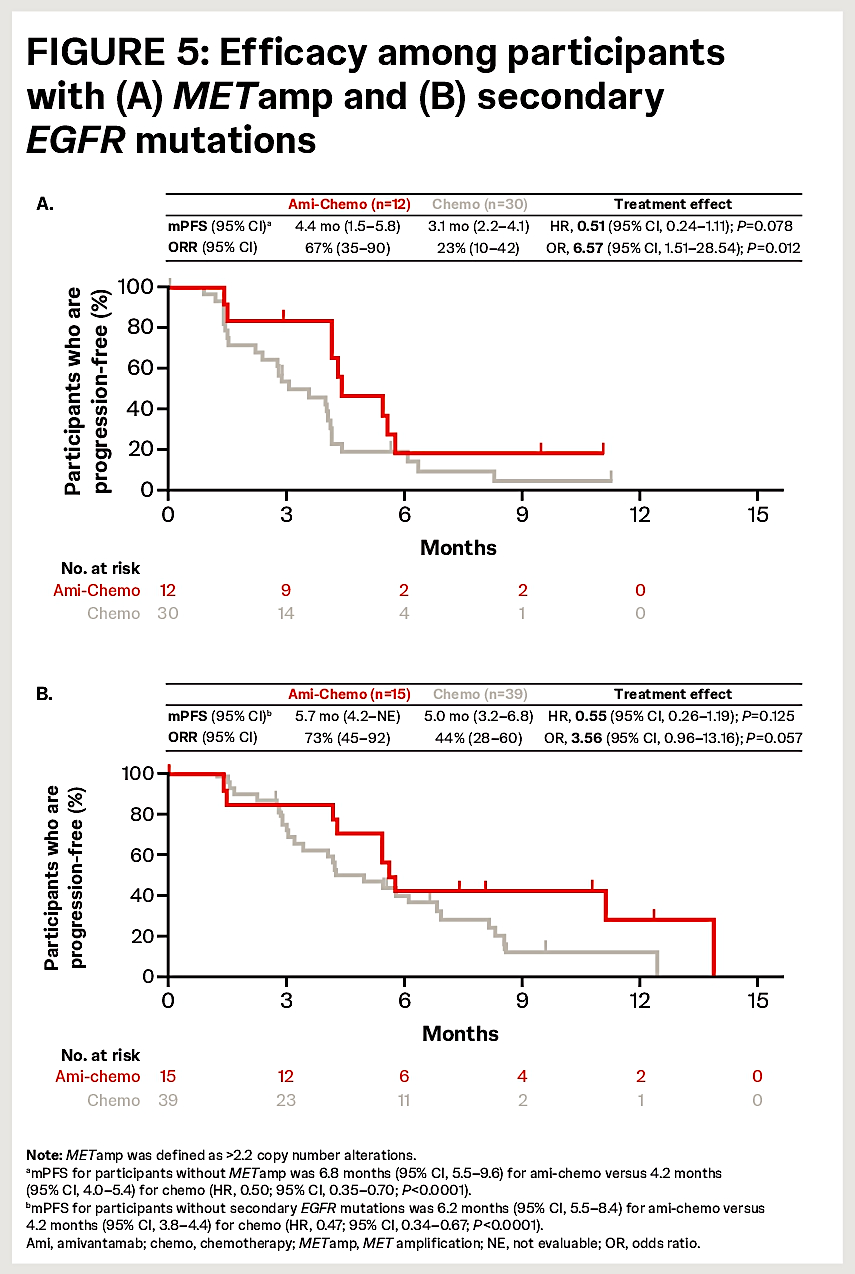 FIGURE 5: Efficacy among participants
with (A) METamp and (B) secondary
EGFR mutations
A.
Ami-Chemo (n=12) Chemo (n=30) Treatment effect
mPFS (95% CI)ᵃ 4.4 mo (1.5–5.8) 3.1 mo (2.2–4.1) HR, 0.51 (95% CI, 0.24–1.11); P=0.078
ORR (95% CI) 67% (35–90) 23% (10–42) OR, 6.57 (95% CI, 1.51–28.54); P=0.012
Participants who are
progression-free (%)
100
80
60
40
20
0
0 3 6 9 12 15
Months
No. at risk
Ami-Chemo 12 9 2 2 0
Chemo 30 14 4 1 0
B.
Ami-Chemo (n=15) Chemo (n=39) Treatment effect
mPFS (95% CI)ᵇ 5.7 mo (4.2–NE) 5.0 mo (3.2–6.8) HR, 0.55 (95% CI, 0.26–1.19); P=0.125
ORR (95% CI) 73% (45–92) 44% (28–60) OR, 3.56 (95% CI, 0.96–13.16); P=0.057
Participants who are
progression-free (%)
100
80
60
40
20
0
0 3 6 9 12 15
Months
No. at risk
Ami-chemo 15 12 6 4 2 0
Chemo 39 23 11 2 1 0
Note: METamp was defined as >2.2 copy number alterations.
ᵃmPFS for participants without METamp was 6.8 months (95% CI, 5.5–9.6) for ami-chemo versus 4.2 months
(95% CI, 4.0–5.4) for chemo (HR, 0.50; 95% CI, 0.35–0.70; P<0.0001).
ᵇmPFS for participants without secondary EGFR mutations was 6.2 months (95% CI, 5.5–8.4) for ami-chemo versus
4.2 months (95% CI, 3.8–4.4) for chemo (HR, 0.47; 95% CI, 0.34–0.67; P<0.0001).
Ami, amivantamab; chemo, chemotherapy; METamp, MET amplification; NE, not evaluable; OR, odds ratio.